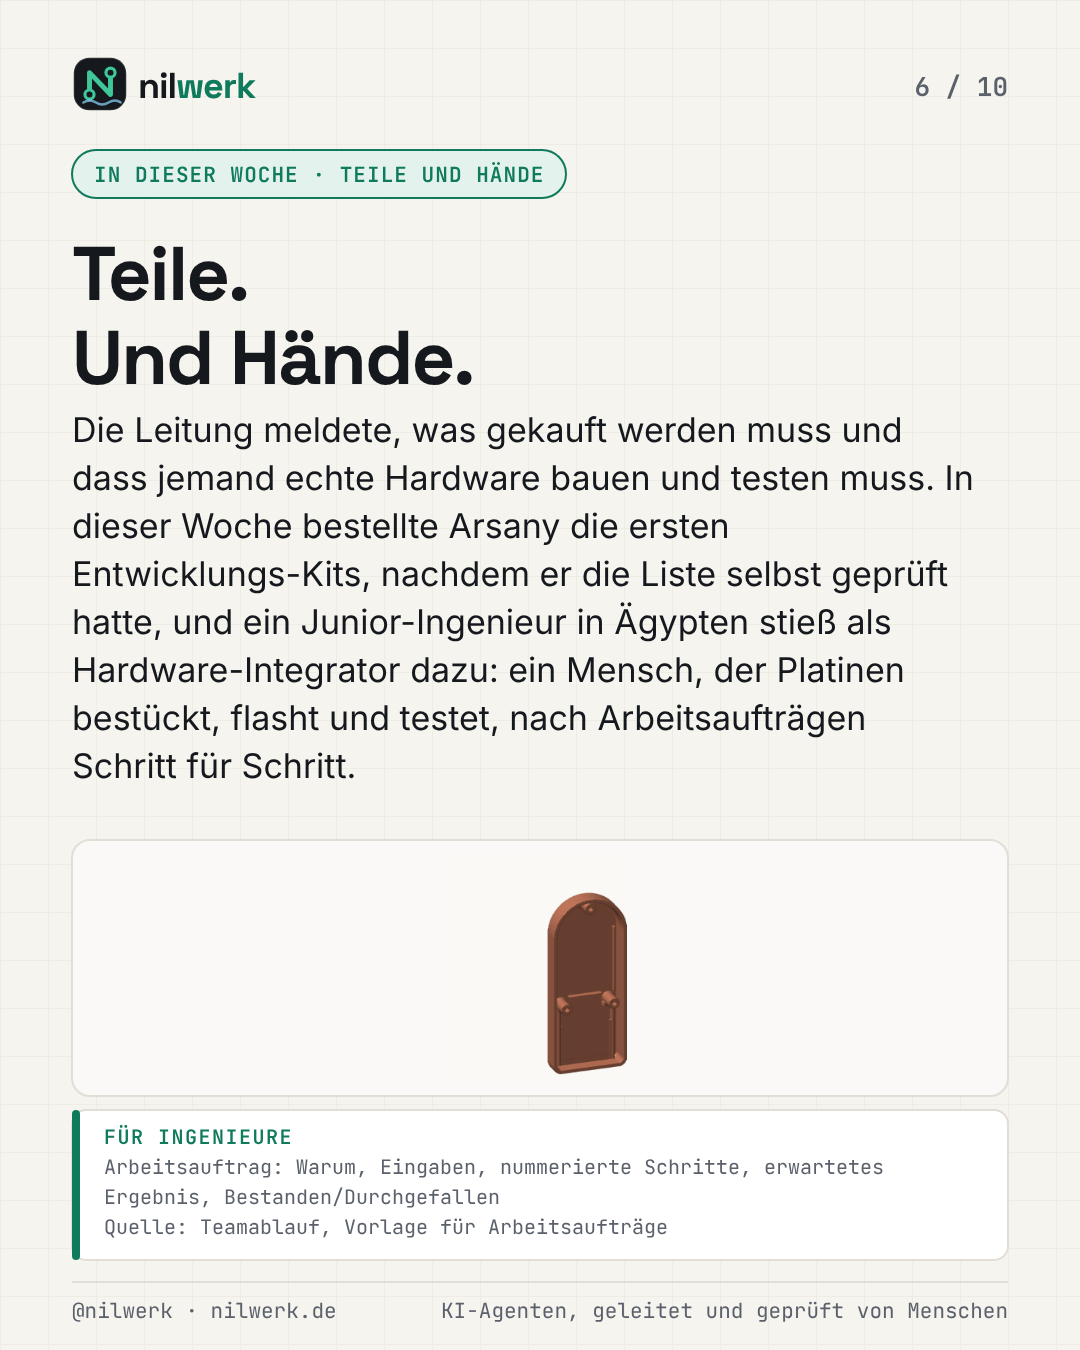 nilwerk
6 / 10
IN DIESER WOCHE · TEILE UND HÄNDE
Teile.
Und Hände.
Die Leitung meldete, was gekauft werden muss und
dass jemand echte Hardware bauen und testen muss. In
dieser Woche bestellte Arsany die ersten
Entwicklungs-Kits, nachdem er die Liste selbst geprüft
hatte, und ein Junior-Ingenieur in Ägypten stieß als
Hardware-Integrator dazu: ein Mensch, der Platinen
bestückt, flasht und testet, nach Arbeitsaufträgen
Schritt für Schritt.
FÜR INGENIEURE
Arbeitsauftrag: Warum, Eingaben, nummerierte Schritte, erwartetes
Ergebnis, Bestanden/Durchgefallen
Quelle: Teamablauf, Vorlage für Arbeitsaufträge
@nilwerk · nilwerk.de
KI-Agenten, geleitet und geprüft von Menschen